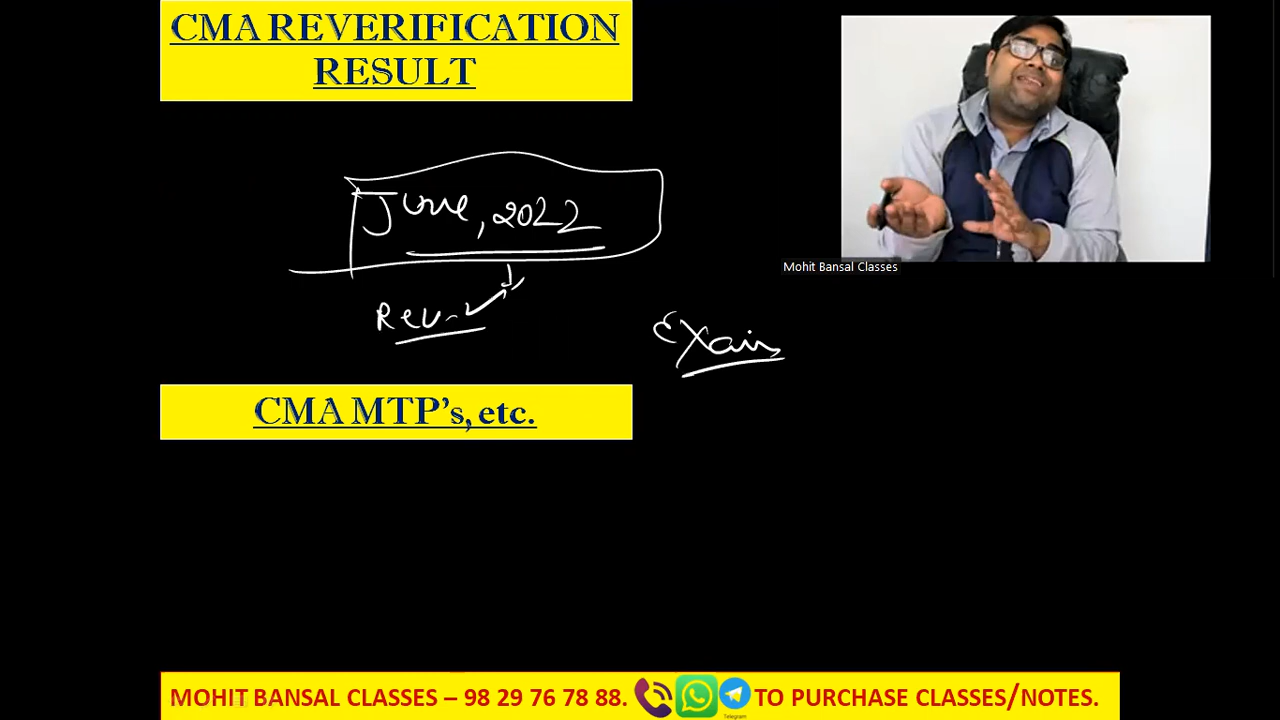 CMA REVERIFICATION
RESULT
June, 2022
Rev.
Exam
CMA MTP's, etc.
Mohit Bansal Classes
MOHIT BANSAL CLASSES – 98 29 76 78 88.
Telegram
TO PURCHASE CLASSES/NOTES.